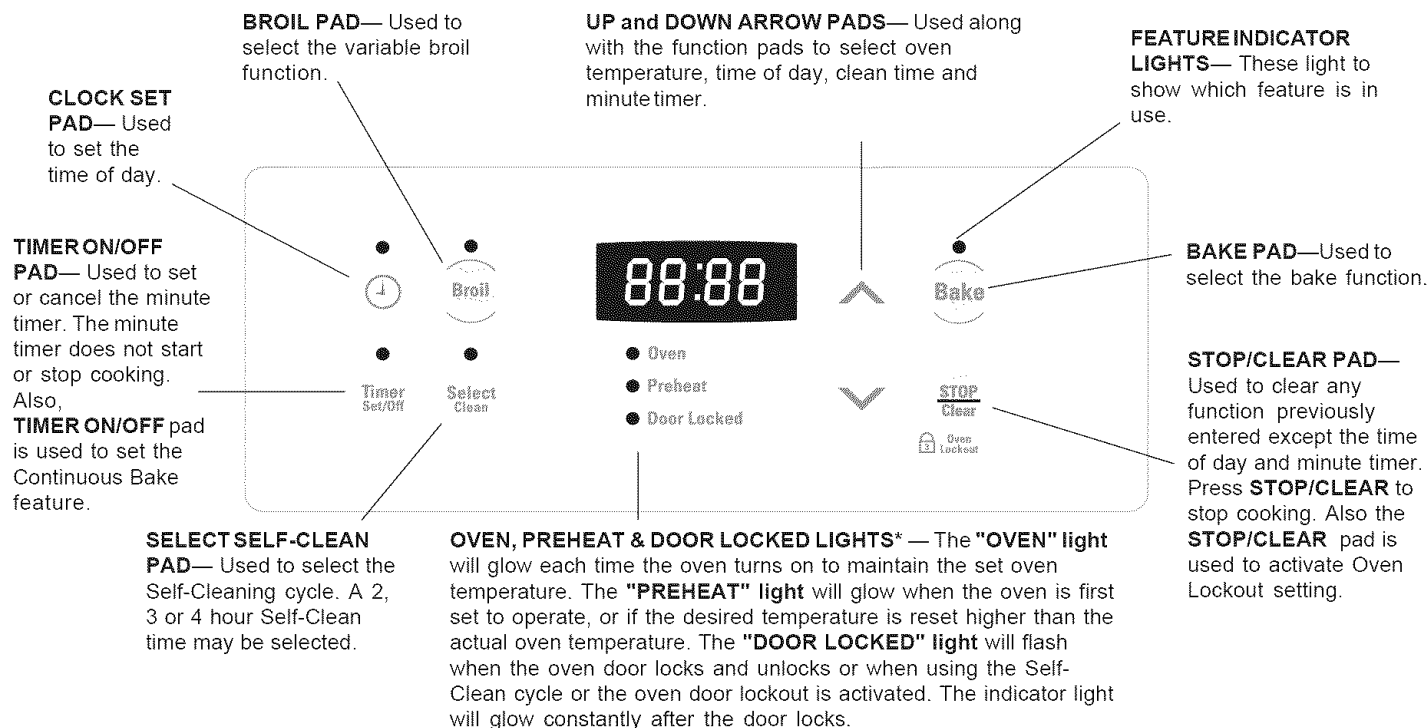 BROIL PAD— Used to
select the variable broil
function.
UP and DOWN ARROW PADS— Used along
with the function pads to select oven
temperature, time of day, clean time and
minute timer.
FEATURE INDICATOR
LIGHTS— These light to
show which feature is in
use.
CLOCK SET
PAD— Used
to set the
time of day.
TIMER ON/OFF
PAD— Used to set
or cancel the minute
timer. The minute
timer does not start
or stop cooking.
Also,
TIMER ON/OFF pad
is used to set the
Continuous Bake
feature.
Broil
88:88
Bake
Oven
Preheat
Door Locked
Timer
Set/Off
Select
Clean
STOP
Clear
3 Oven
Lockout
BAKE PAD—Used to
select the bake function.
STOP/CLEAR PAD—
Used to clear any
function previously
entered except the time
of day and minute timer.
Press STOP/CLEAR to
stop cooking. Also the
STOP/CLEAR pad is
used to activate Oven
Lockout setting.
SELECT SELF-CLEAN
PAD— Used to select the
Self-Cleaning cycle. A 2,
3 or 4 hour Self-Clean
time may be selected.
OVEN, PREHEAT & DOOR LOCKED LIGHTS* — The "OVEN" light
will glow each time the oven turns on to maintain the set oven
temperature. The "PREHEAT" light will glow when the oven is first
set to operate, or if the desired temperature is reset higher than the
actual oven temperature. The "DOOR LOCKED" light will flash
when the oven door locks and unlocks or when using the Self-
Clean cycle or the oven door lockout is activated. The indicator light
will glow constantly after the door locks.